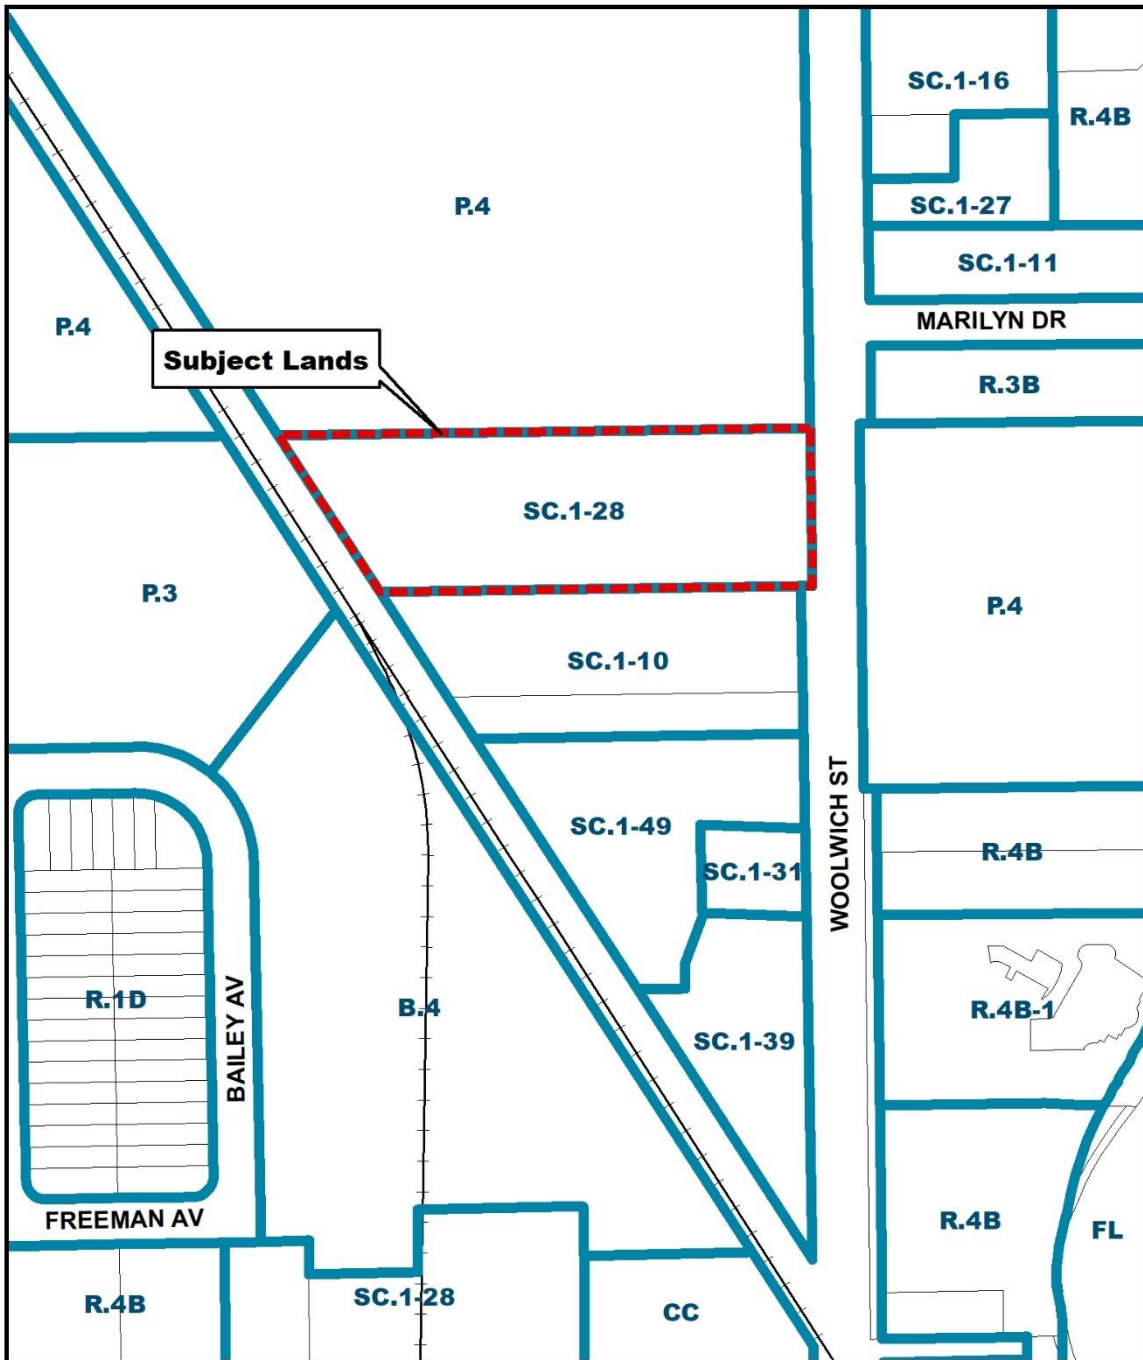 SC.1-16
R.4B
P.4
SC.1-27
SC.1-11
MARILYN DR
P.4
Subject Lands
R.3B
SC.1-28
P.3
P.4
SC.1-10
WOOLWICH ST
SC.1-49
R.4B
SC.1-31
R.1D
BAILEY AV
B.4
R.4B-1
SC.1-39
FREEMAN AV
R.4B
FL
R.4B
SC.1-28
CC